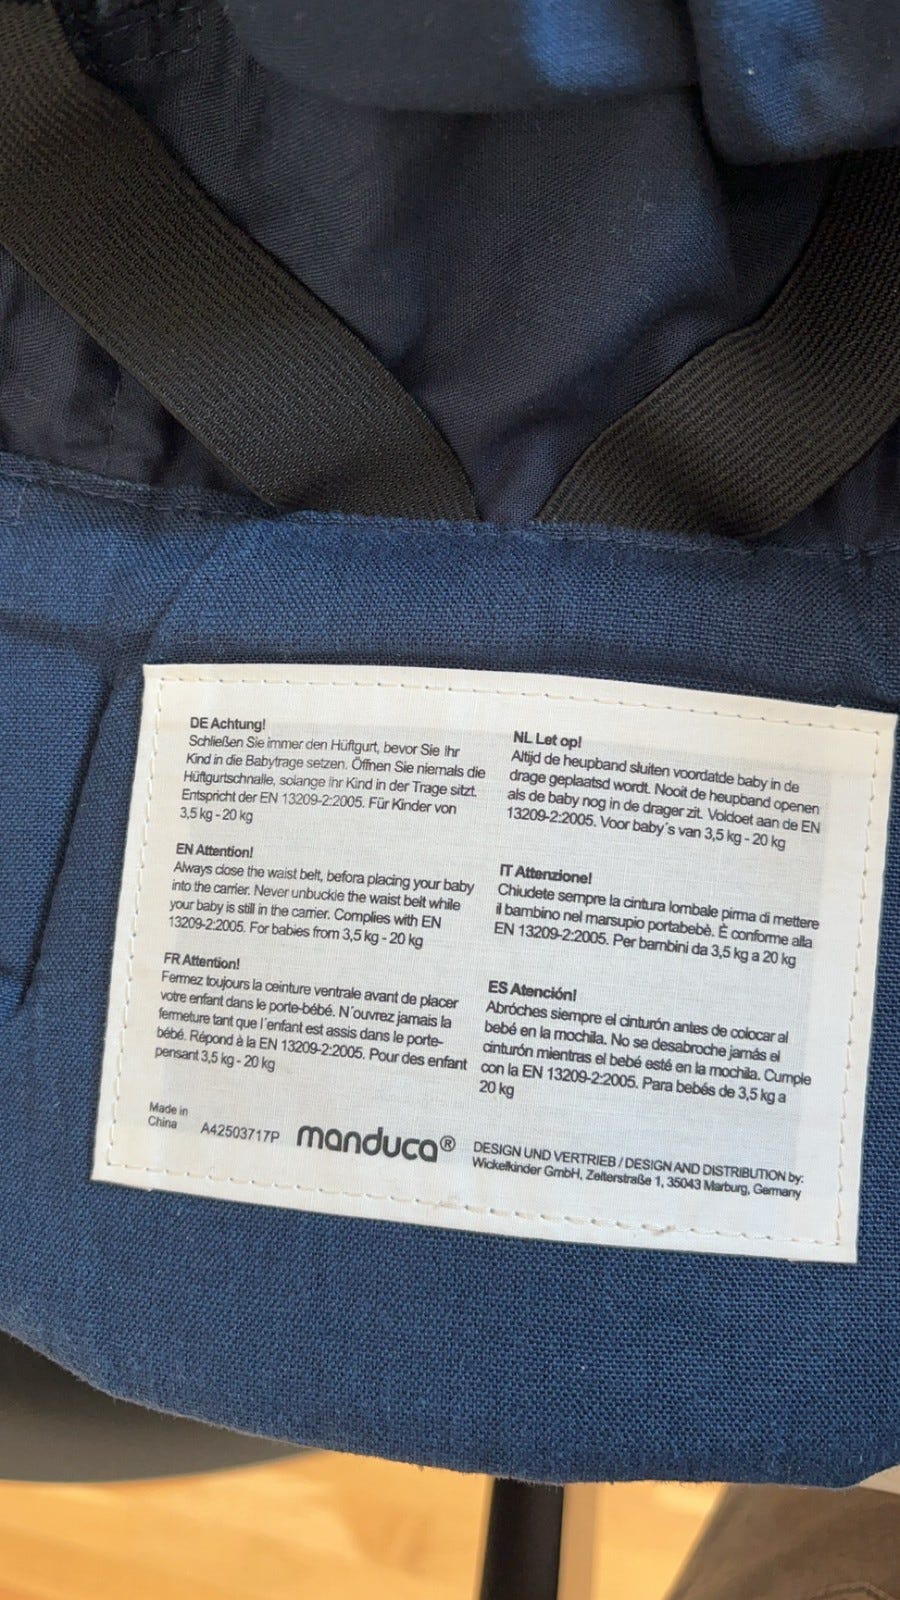 DE Achtung!
Schließen Sie immer den Hüftgurt, bevor Sie Ihr
Kind in die Babytrage setzen. Öffnen Sie niemals die
Hüftgurtschnalle, solange Ihr Kind in der Trage sitzt.
Entspricht der EN 13209-2:2005. Für Kinder von
3,5 kg - 20 kg
EN Attention!
Always close the waist belt, befora placing your baby
into the carrier. Never unbuckie the waist belt while
your baby is still in the carrier. Complies with EN
13209-2:2005. For babies from 3,5 kg - 20 kg
FR Attention!
Fermez toujours la ceinture ventrale avant de placer
votre enfant dans le porte-bébé. N´ouvrez jamais la
fermeture tant que l´enfant est assis dans le porte-
bébé. Répond à la EN 13209-2:2005. Pour des enfant
pensant 3,5 kg - 20 kg
NL Let op!
Altijd de heupband sluiten voordatde baby in de
drage geplaatsd wordt. Nooit de heupband openen
als de baby nog in de drager zit. Voldoet aan de EN
13209-2:2005. Voor baby´s van 3,5 kg - 20 kg
IT Attenzione!
Chiudete sempre la cintura lombale pirma di mettere
il bambino nel marsupio portabebè. È conforme alla
EN 13209-2:2005. Per bambini da 3,5 kg a 20 kg
ES Atención!
Abróches siempre el cinturón antes de colocar al
bebé en la mochila. No se desabroche jamás el
cinturón mientras el bebé esté en la mochila. Cumple
con la EN 13209-2:2005. Para bebés de 3,5 kg a
20 kg
Made in
China
A42503717P
manduca®
DESIGN UND VERTRIEB / DESIGN AND DISTRIBUTION by:
Wickelkinder GmbH, Zelterstraße 1, 35043 Marburg, Germany